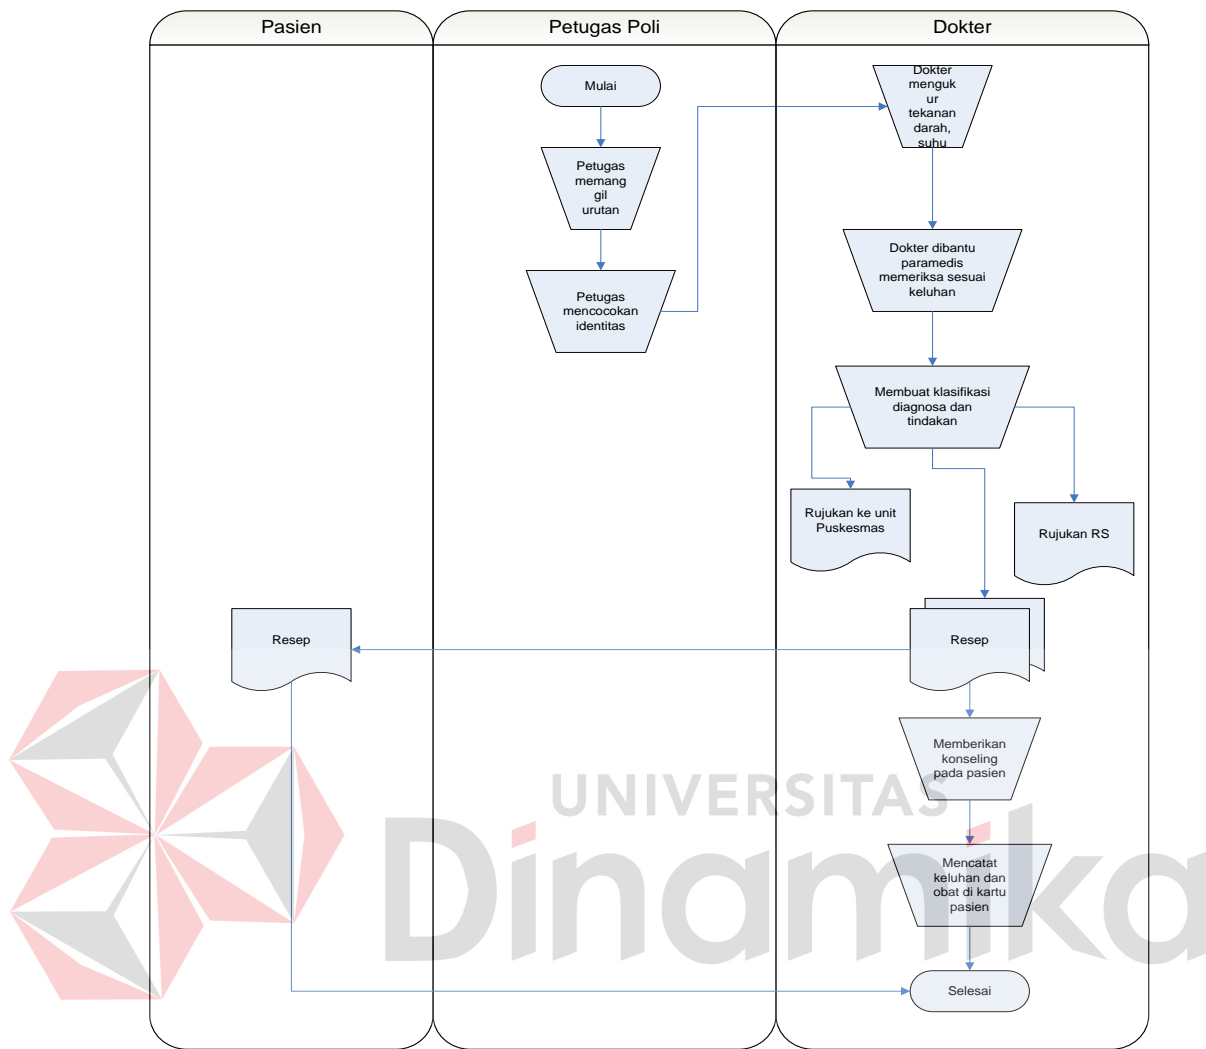 Pasien
Petugas Poli
Dokter
Mulai
Petugas
memang
gil
urutan
Petugas
mencocokan
identitas
Dokter
menguk
ur
tekanan
darah,
suhu
Dokter dibantu
paramedis
memeriksa sesuai
keluhan
Membuat klasifikasi
diagnosa dan
tindakan
Rujukan ke unit
Puskesmas
Rujukan RS
Resep
Resep
Memberikan
konseling
pada pasien
Mencatat
keluhan dan
obat di kartu
pasien
Selesai
UNIVERSITAS
Dinamika